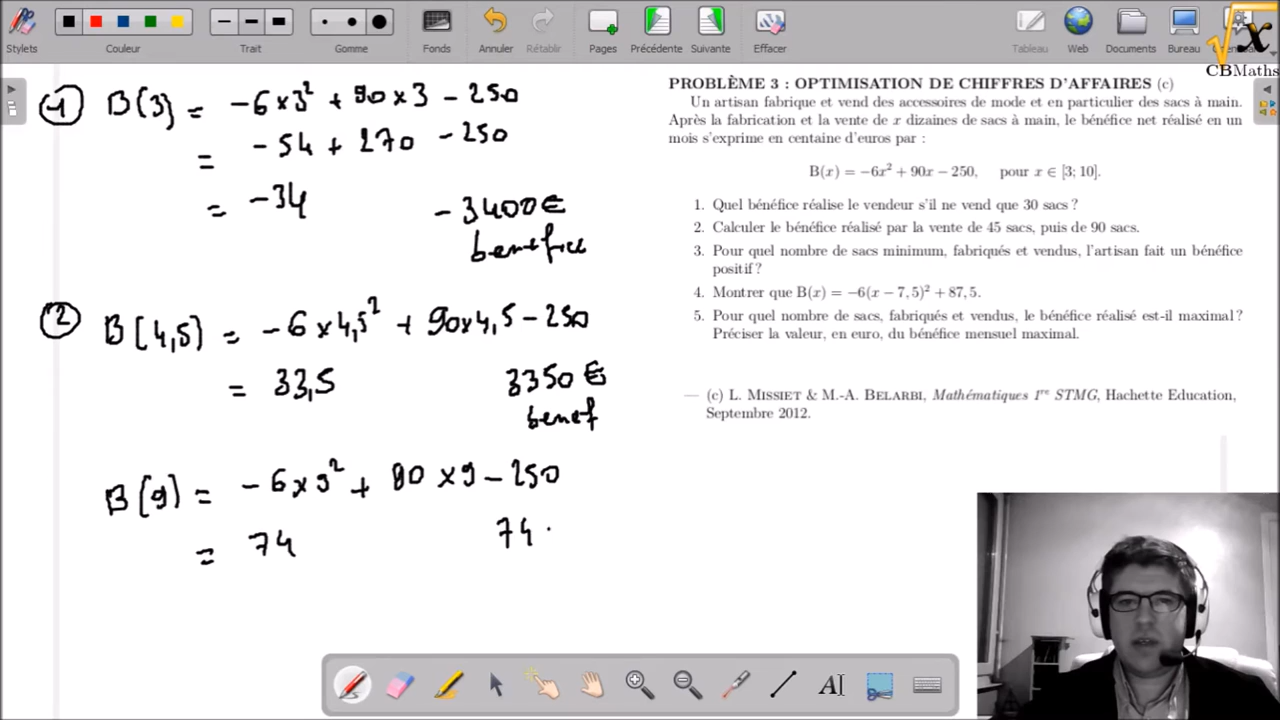 Stylets
Couleur
Trait
Gomme
Fonds
Annuler
Rétablir
Pages
Précédente
Suivante
Effacer
Tableau
Web
Documents
Bureau
CBMaths
1 B(3) = -6×3² + 90×3 - 250
= -54 + 270 - 250
= -34 -3400€
benefice
2 B(4,5) = -6×4,5² + 90×4,5 - 250
= 33,5 3350€
benef
B(9) = -6×9² + 90×9 - 250
= 74 74
PROBLÈME 3 : OPTIMISATION DE CHIFFRES D'AFFAIRES (c)
Un artisan fabrique et vend des accessoires de mode et en particulier des sacs à main.
Après la fabrication et la vente de x dizaines de sacs à main, le bénéfice net réalisé en un
mois s'exprime en centaine d'euros par :
B(x) = −6x² + 90x − 250, pour x ∈ [3; 10].
1. Quel bénéfice réalise le vendeur s'il ne vend que 30 sacs ?
2. Calculer le bénéfice réalisé par la vente de 45 sacs, puis de 90 sacs.
3. Pour quel nombre de sacs minimum, fabriqués et vendus, l'artisan fait un bénéfice
positif ?
4. Montrer que B(x) = −6(x − 7, 5)² + 87, 5.
5. Pour quel nombre de sacs, fabriqués et vendus, le bénéfice réalisé est-il maximal ?
Préciser la valeur, en euro, du bénéfice mensuel maximal.
— (c) L. MISSIET & M.-A. BELARBI, Mathématiques 1re STMG, Hachette Education,
Septembre 2012.